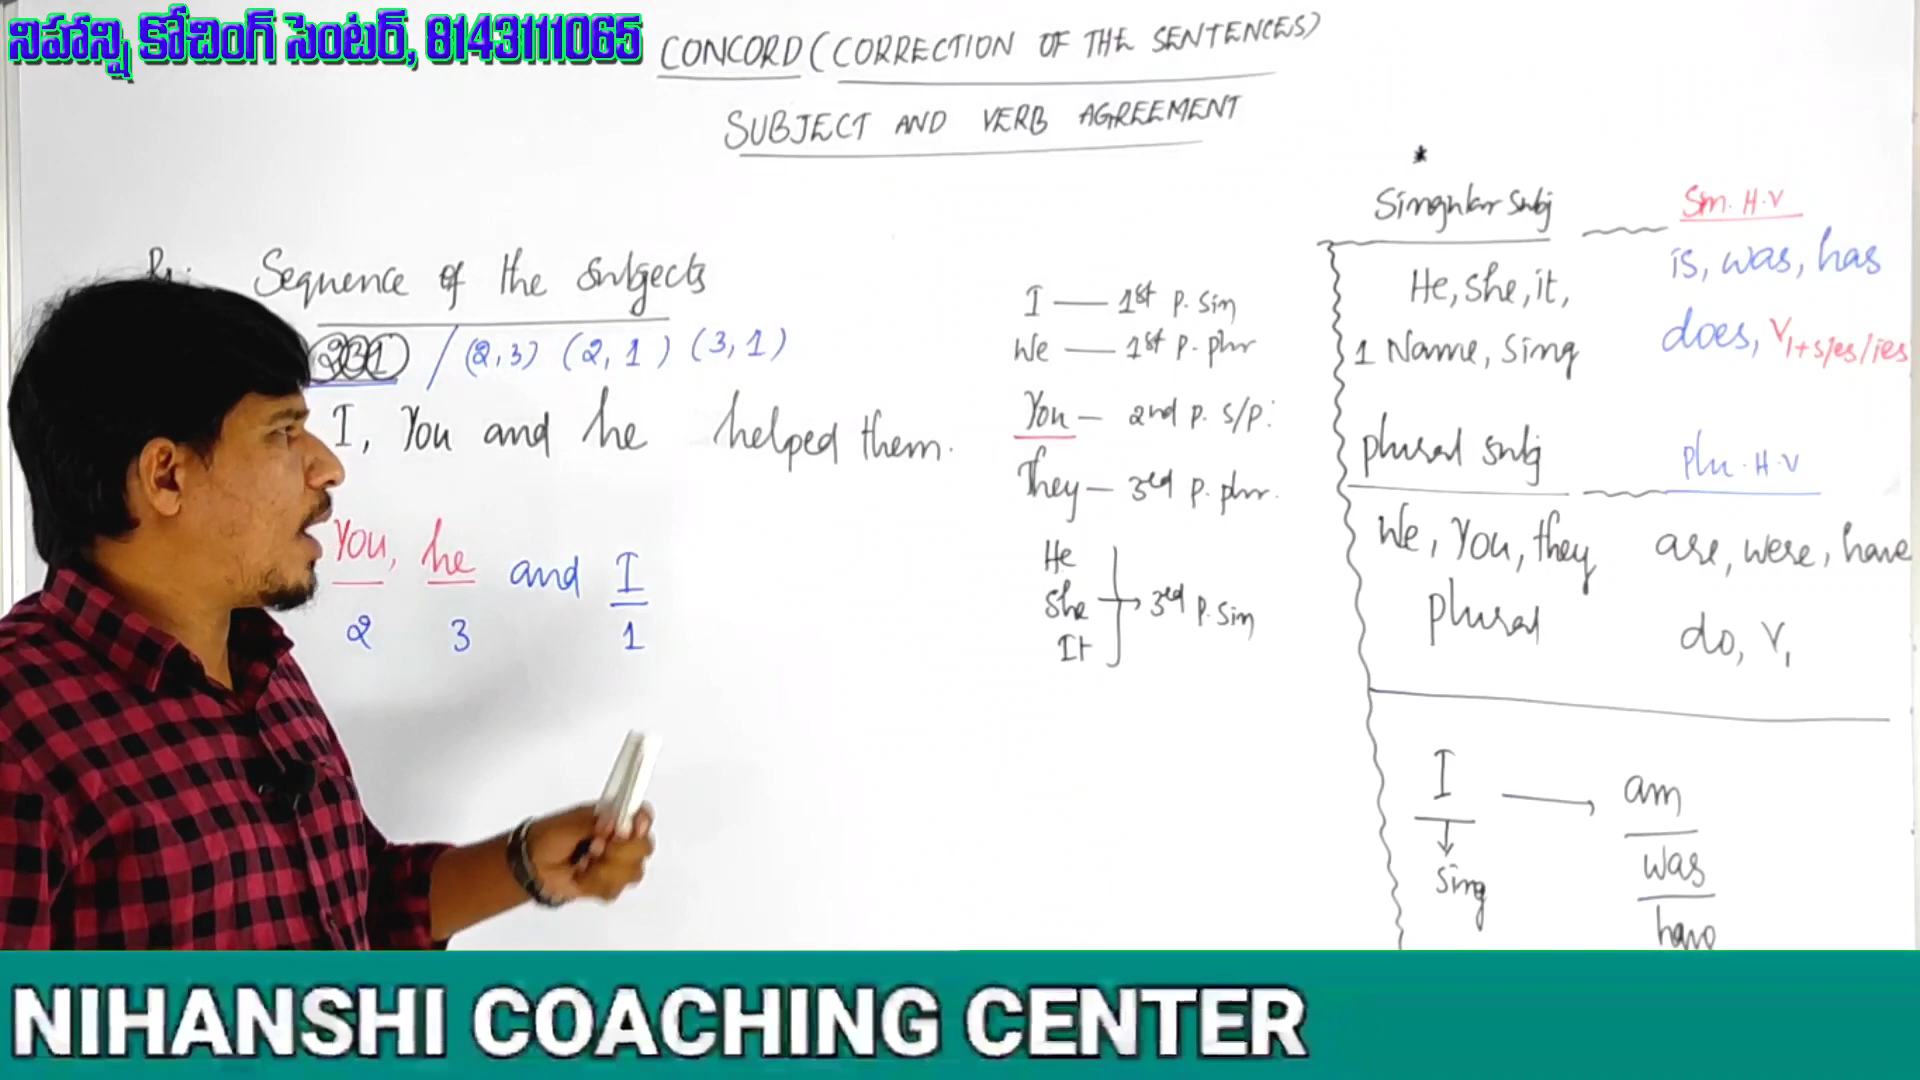 నిహాన్షి కోచింగ్ సెంటర్, 8143111065
CONCORD (CORRECTION OF THE SENTENCES)
SUBJECT AND VERB AGREEMENT
Sequence of the subjects
231 / (2,3) (2,1) (3,1)
I, You and he helped them.
You, he and I
2 3 1
I — 1st p. sin
We — 1st p. plur
You — 2nd p. s/p.
They — 3rd p. plur.
He
She → 3rd p. sin
It
*
Singular subj Sin. H.V
He, she, it, is, was, has
1 Name, Sing does, V1+s/es/ies
plural subj Plu. H.V
We, You, they are, were, have
plural do, V1
I → am
↓ was
sing have
NIHANSHI COACHING CENTER